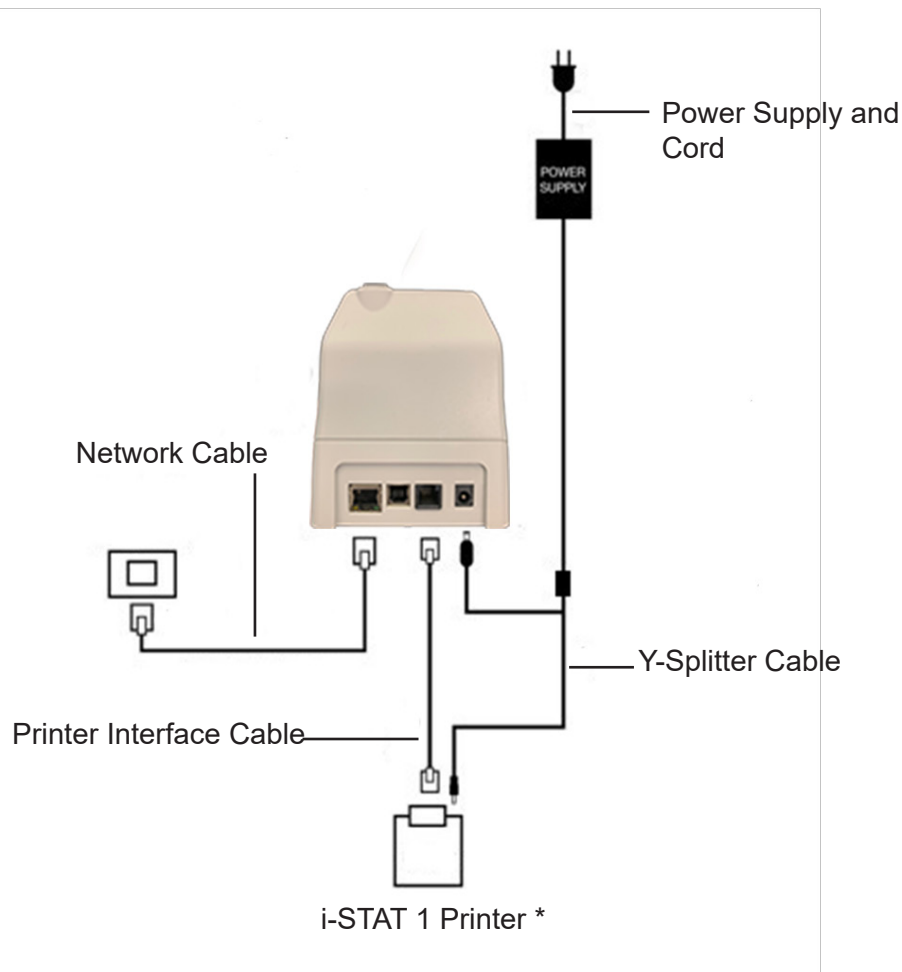 Power Supply and
Cord
POWER
SUPPLY
Network Cable
Y-Splitter Cable
Printer Interface Cable
i-STAT 1 Printer *